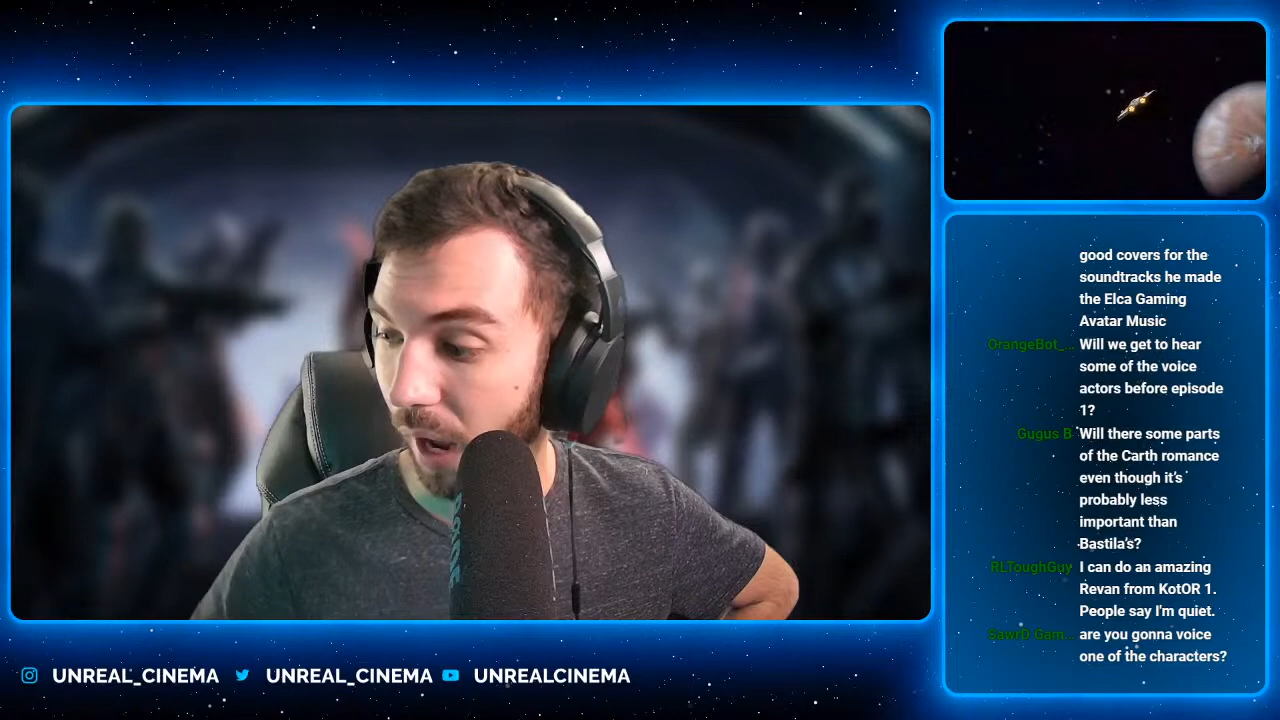 good covers for the
soundtracks he made
the Elca Gaming
Avatar Music
OrangeBot_... Will we get to hear
some of the voice
actors before episode
1?
Gugus B Will there some parts
of the Carth romance
even though it's
probably less
important than
Bastila's?
RLToughGuy I can do an amazing
Revan from KotOR 1.
People say I'm quiet.
SawrD Gam... are you gonna voice
one of the characters?
UNREAL_CINEMA UNREAL_CINEMA UNREALCINEMA